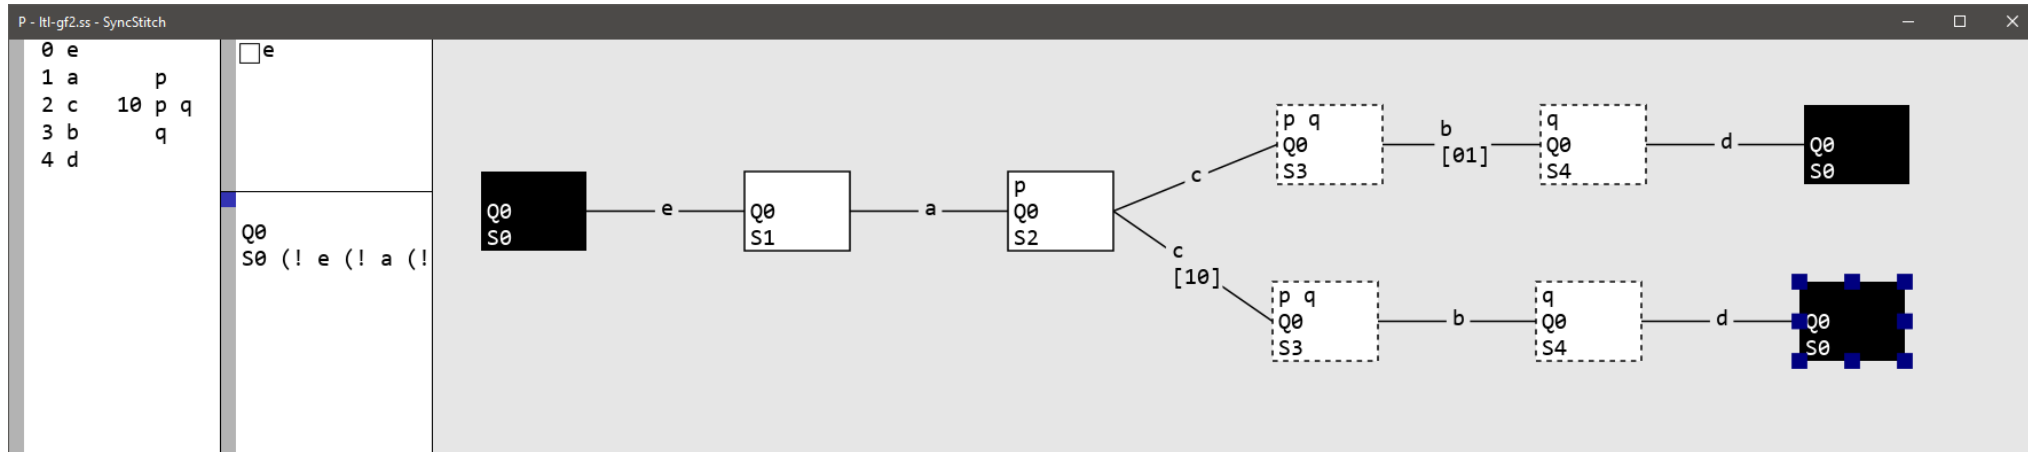 P - ltl-gf2.ss - SyncStitch
0 e
1 a p
2 c 10 p q
3 b q
4 d
e
Q0
S0 (! e (! a (!
Q0
S0
e
Q0
S1
a
p
Q0
S2
c
p q
Q0
S3
b
[01]
q
Q0
S4
d
Q0
S0
c
[10]
p q
Q0
S3
b
q
Q0
S4
d
Q0
S0